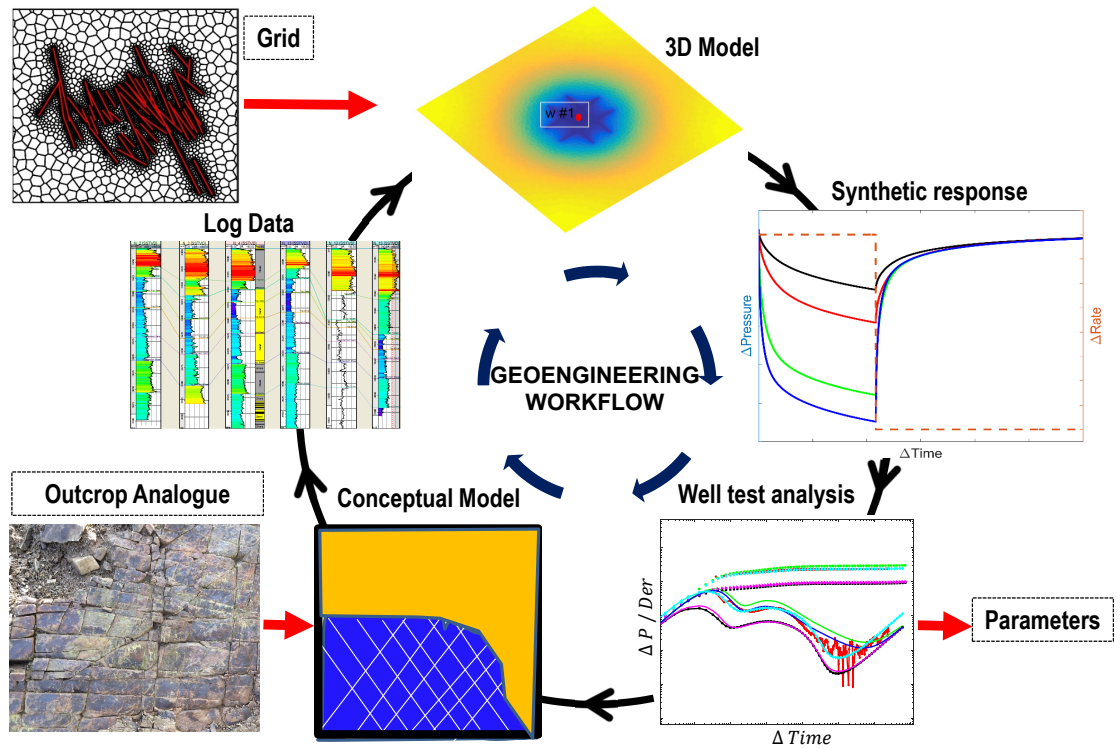 Grid
3D Model
w #1
Synthetic response
Log Data
ΔPressure
ΔRate
ΔTime
GEOENGINEERING
WORKFLOW
Outcrop Analogue
Conceptual Model
Well test analysis
Δ P / Der
Δ Time
Parameters